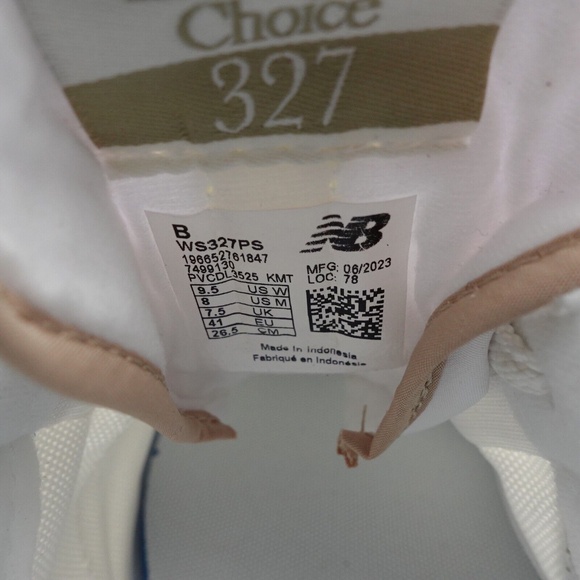 Choice
327
B
WS327PS
196652761847
7499130
PVCDL3525 KMT
9.5 US W
8 US M
7.5 UK
41 EU
26.5 CM
NB
MFG: 06/2023
LOC: 78
Made in Indonesia
Fabriqué en Indonésie